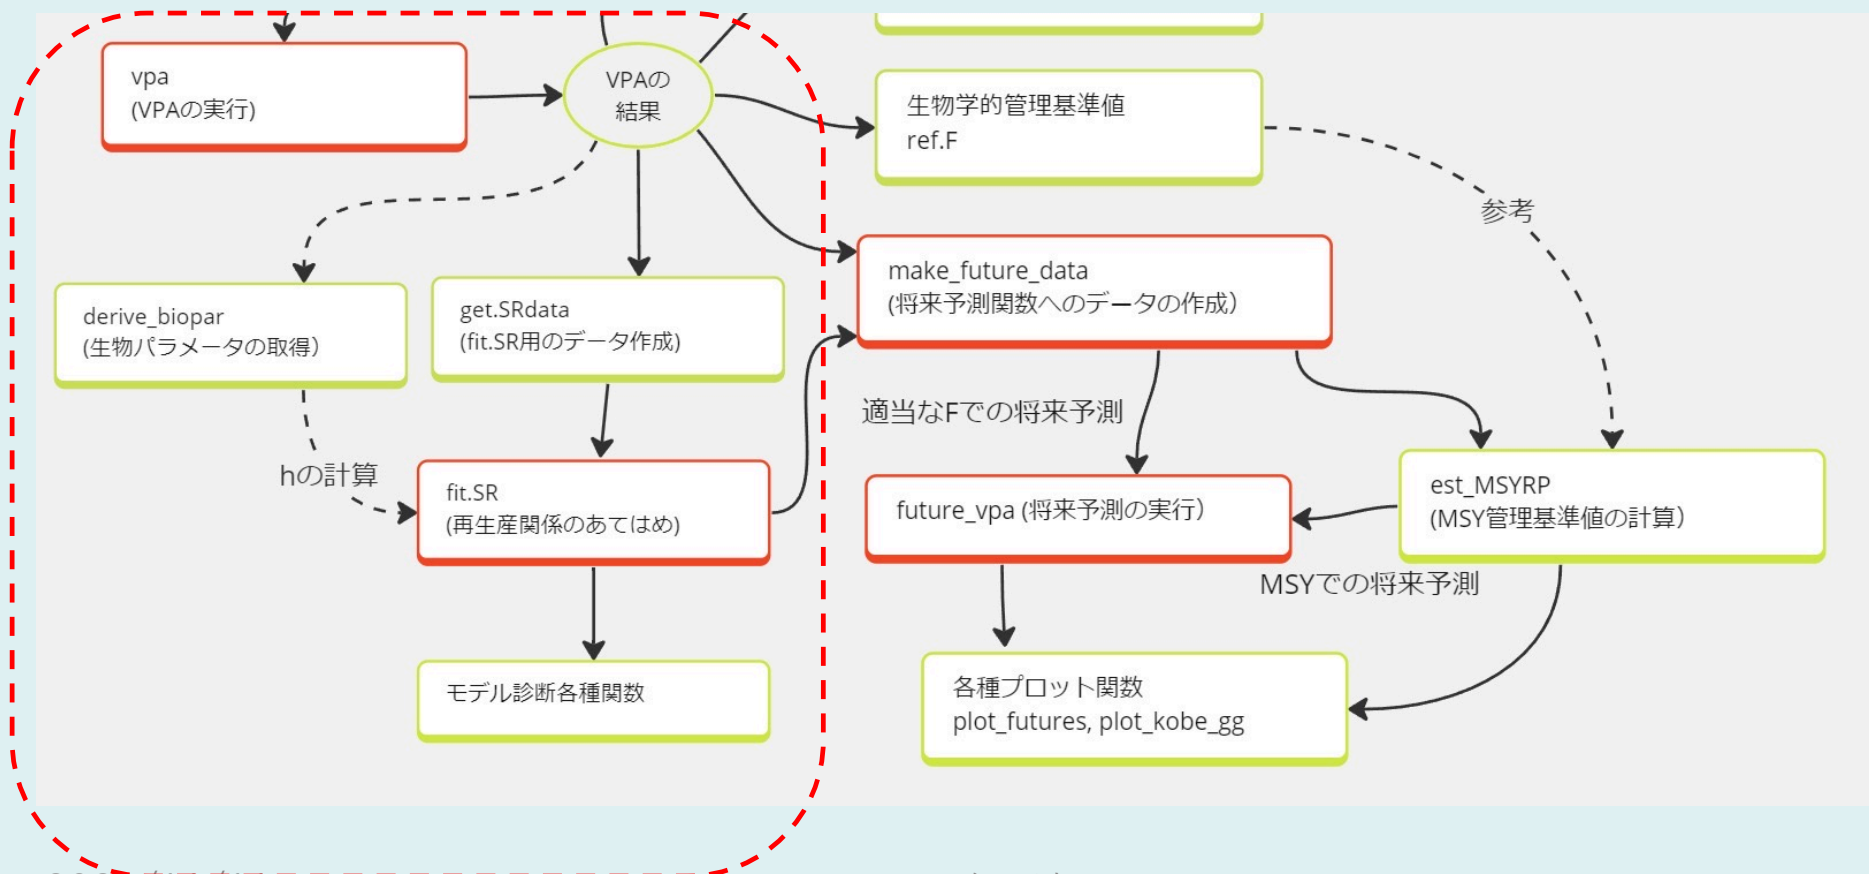 vpa
(VPAの実行)
VPAの
結果
生物学的管理基準値
ref.F
参考
make_future_data
(将来予測関数へのデータの作成）
derive_biopar
(生物パラメータの取得）
get.SRdata
(fit.SR用のデータ作成)
適当なFでの将来予測
hの計算
fit.SR
(再生産関係のあてはめ)
future_vpa (将来予測の実行）
est_MSYRP
(MSY管理基準値の計算）
MSYでの将来予測
モデル診断各種関数
各種プロット関数
plot_futures, plot_kobe_gg